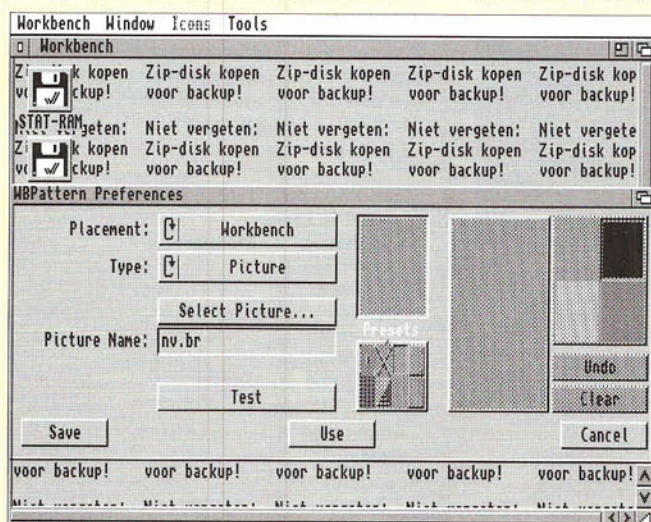 Workbench Window Icons Tools
Workbench
kopen Zip-disk kopen Zip-disk kopen Zip-disk kopen Zip-disk kop
ckup! voor backup! voor backup! voor backup! voor backup!
STAT-RAM
vergeten: Niet vergeten: Niet vergeten: Niet vergeten: Niet vergete
kopen Zip-disk kopen Zip-disk kopen Zip-disk kopen Zip-disk kop
ckup! voor backup! voor backup! voor backup! voor backup!
WBPattern Preferences
Placement: Workbench
Type: Picture
Select Picture...
Presets
Picture Name: nv.br
Undo
Test
Clear
Save Use Cancel
voor backup! voor backup! voor backup! voor backup! voor backup!